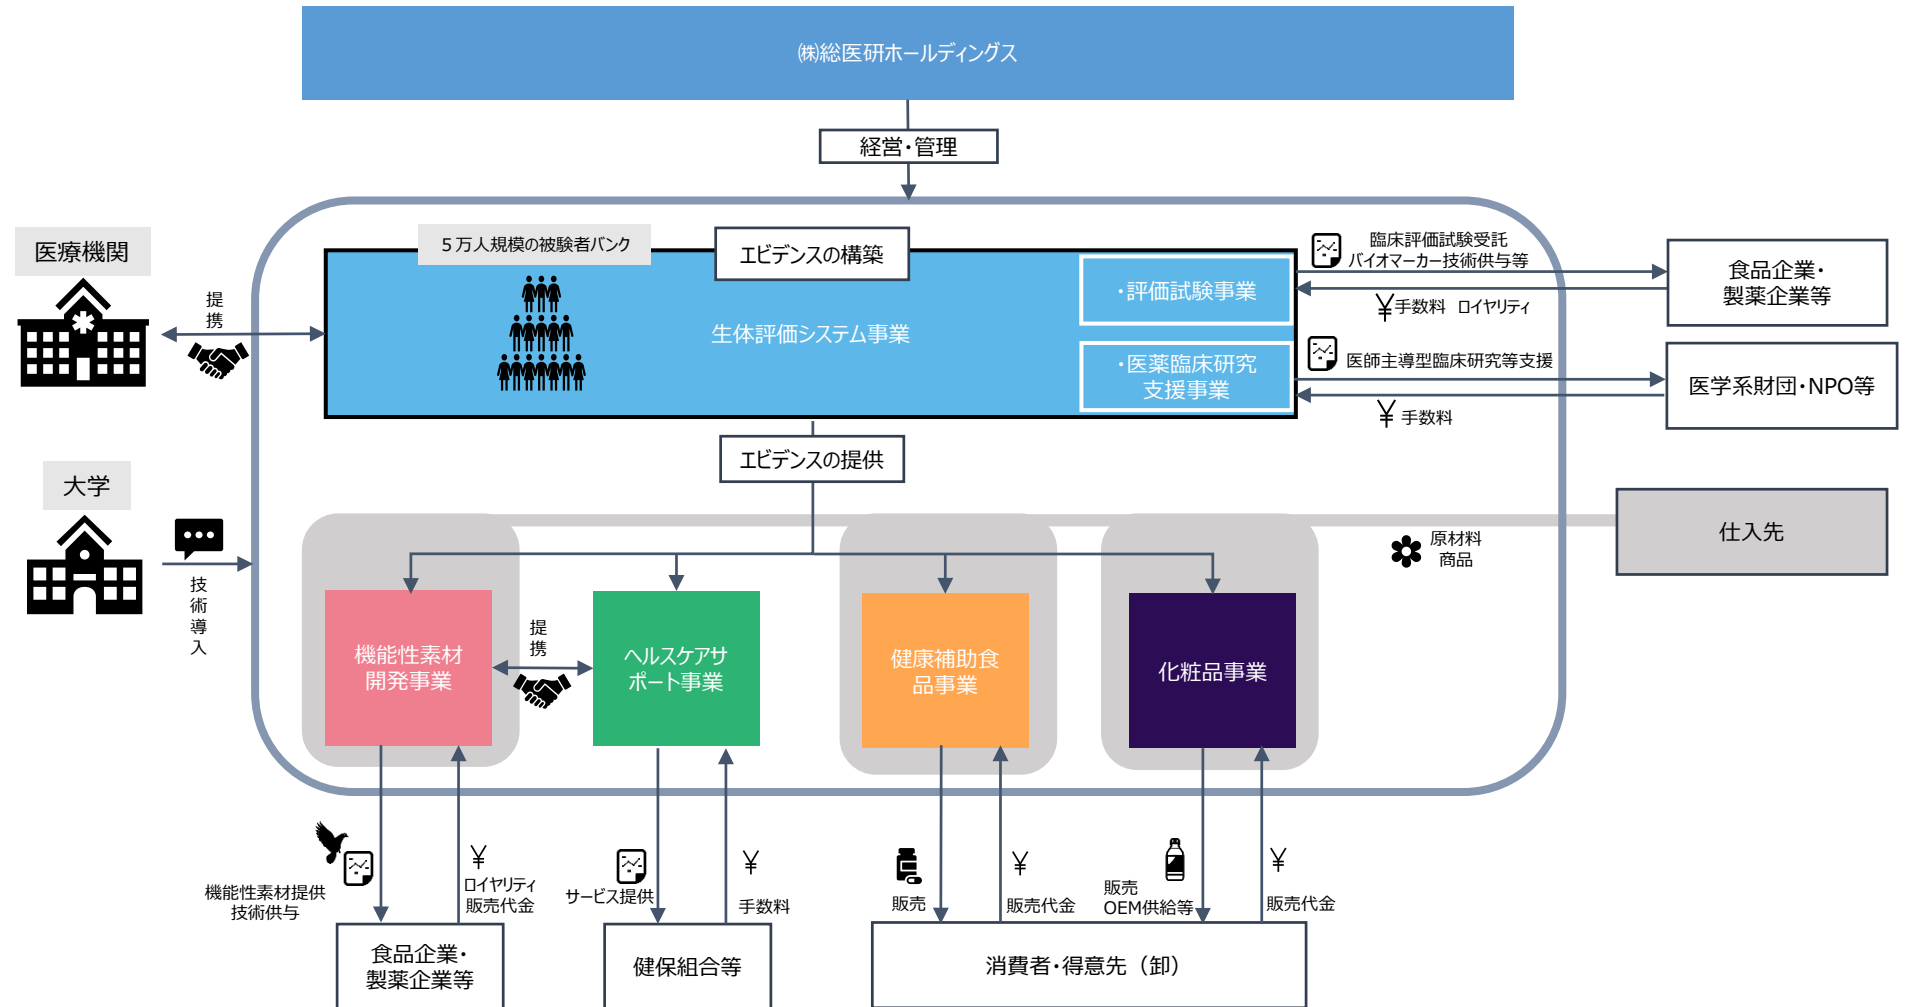 ㈱総医研ホールディングス
経営・管理
医療機関
提
携
５万人規模の被験者バンク
エビデンスの構築
生体評価システム事業
・評価試験事業
・医薬臨床研究
支援事業
臨床評価試験受託
バイオマーカー技術供与等
手数料 ロイヤリティ
食品企業・
製薬企業等
医師主導型臨床研究等支援
手数料
医学系財団・NPO等
エビデンスの提供
大学
技
術
導
入
仕入先
原材料
商品
機能性素材
開発事業
提
携
ヘルスケアサ
ポート事業
健康補助食
品事業
化粧品事業
機能性素材提供
技術供与
¥
ロイヤリティ
販売代金
サービス提供
¥
手数料
販売
¥
販売代金
販売
OEM供給等
¥
販売代金
食品企業・
製薬企業等
健保組合等
消費者・得意先（卸）